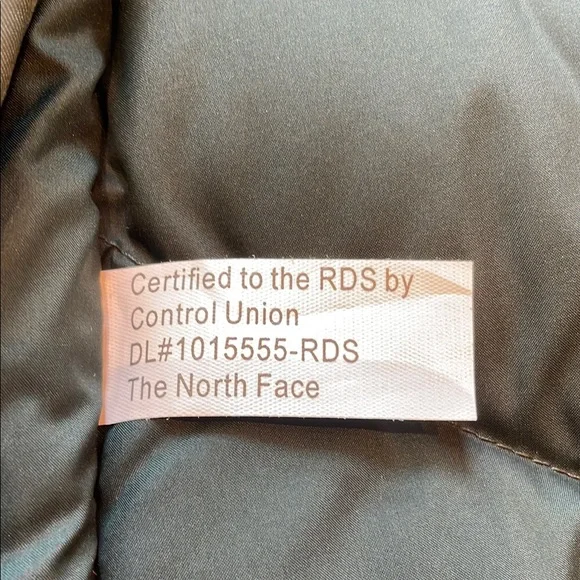 Certified to the RDS by
Control Union
DL#1015555-RDS
The North Face